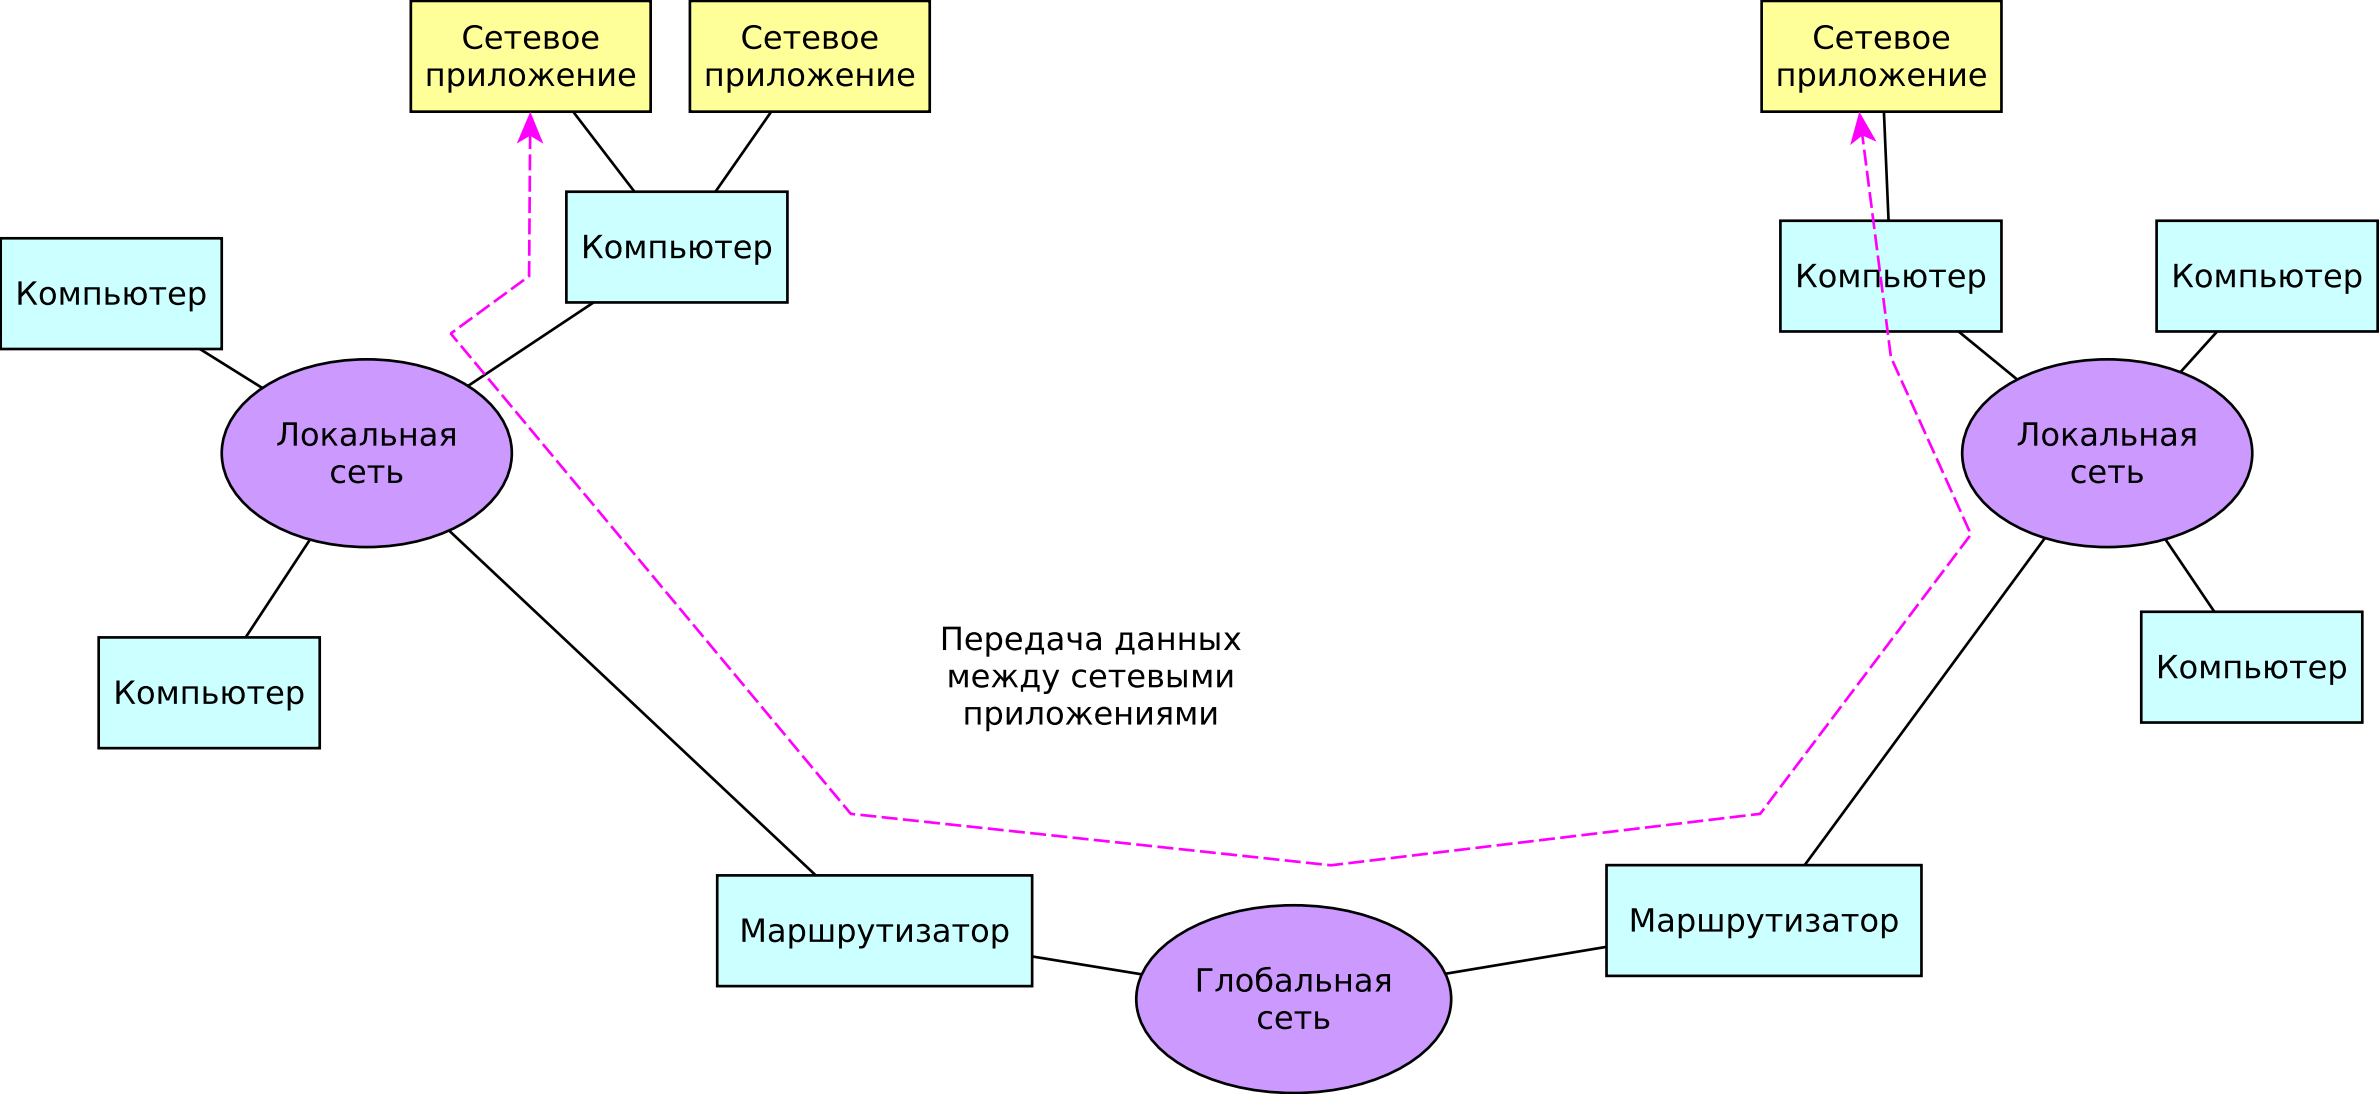 Сетевое
приложение
Сетевое
приложение
Сетевое
приложение
Компьютер
Компьютер
Компьютер
Компьютер
Локальная
сеть
Локальная
сеть
Компьютер
Компьютер
Передача данных
между сетевыми
приложениями
Маршрутизатор
Маршрутизатор
Глобальная
сеть